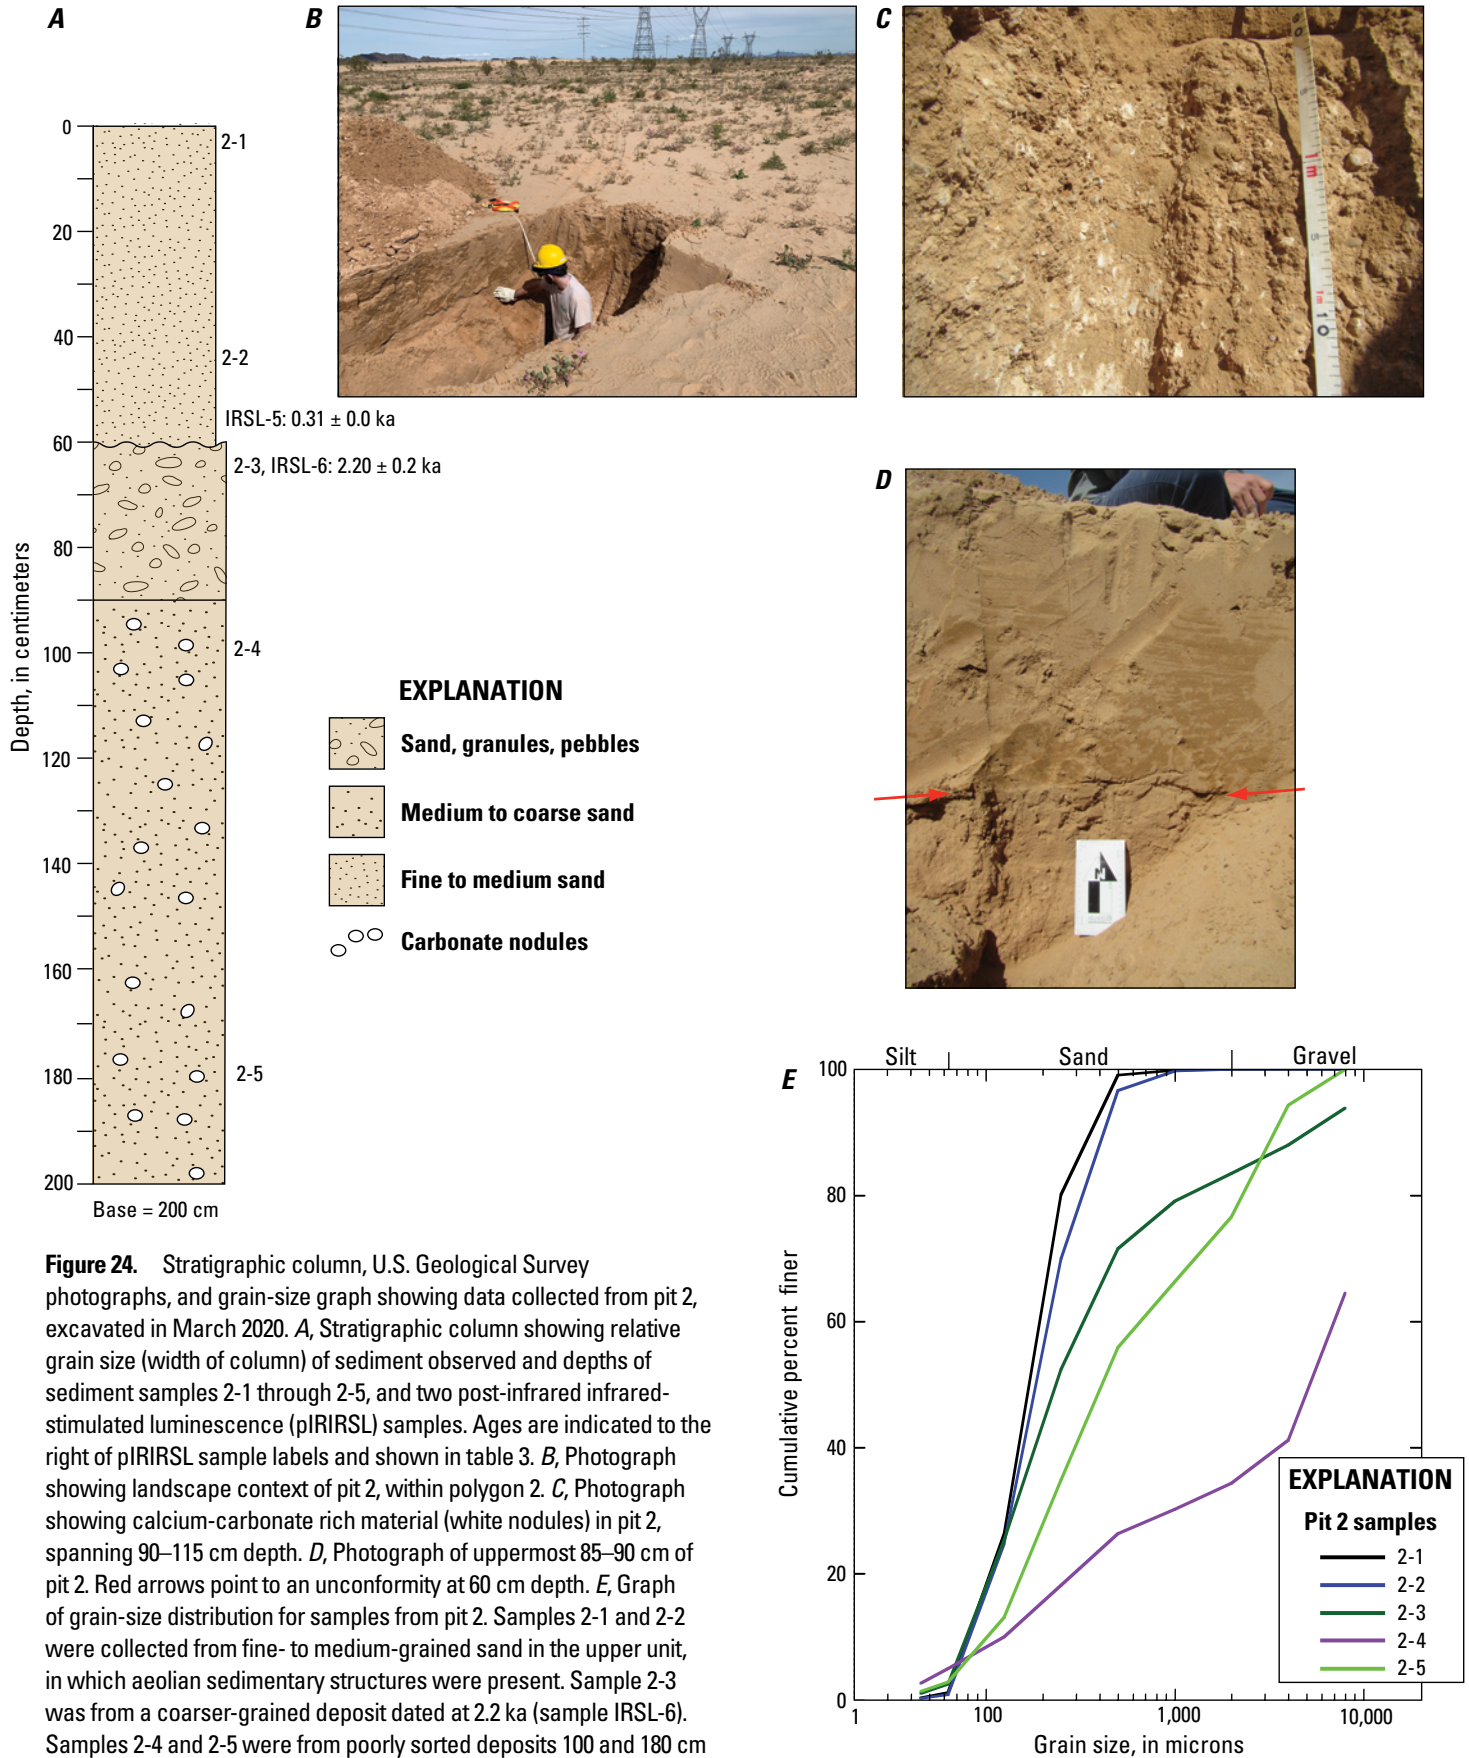 A
B
C
0
20
40
60
80
100
120
140
160
180
200
Depth, in centimeters
2-1
2-2
IRSL-5: 0.31 ± 0.0 ka
2-3, IRSL-6: 2.20 ± 0.2 ka
2-4
2-5
Base = 200 cm
EXPLANATION
Sand, granules, pebbles
Medium to coarse sand
Fine to medium sand
Carbonate nodules
1m
1m
10
D
E
Silt
Sand
Gravel
100
80
60
40
20
0
Cumulative percent finer
1
100
1,000
10,000
Grain size, in microns
EXPLANATION
Pit 2 samples
2-1
2-2
2-3
2-4
2-5
Figure 24. Stratigraphic column, U.S. Geological Survey
photographs, and grain-size graph showing data collected from pit 2,
excavated in March 2020. A, Stratigraphic column showing relative
grain size (width of column) of sediment observed and depths of
sediment samples 2-1 through 2-5, and two post-infrared infrared-
stimulated luminescence (pIRIRSL) samples. Ages are indicated to the
right of pIRIRSL sample labels and shown in table 3. B, Photograph
showing landscape context of pit 2, within polygon 2. C, Photograph
showing calcium-carbonate rich material (white nodules) in pit 2,
spanning 90–115 cm depth. D, Photograph of uppermost 85–90 cm of
pit 2. Red arrows point to an unconformity at 60 cm depth. E, Graph
of grain-size distribution for samples from pit 2. Samples 2-1 and 2-2
were collected from fine- to medium-grained sand in the upper unit,
in which aeolian sedimentary structures were present. Sample 2-3
was from a coarser-grained deposit dated at 2.2 ka (sample IRSL-6).
Samples 2-4 and 2-5 were from poorly sorted deposits 100 and 180 cm